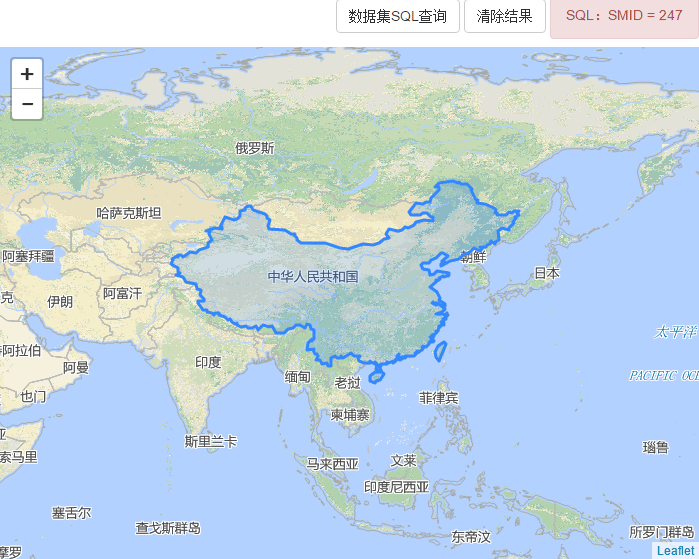 数据集SQL查询
清除结果
SQL：SMID = 247
+
−
俄罗斯
哈萨克斯坦
阿塞拜疆
中华人民共和国
朝鲜
日本
克
伊朗
阿富汗
太平洋
阿拉伯
阿曼
印度
缅甸
老挝
PACIFIC OCE
也门
菲律宾
柬埔寨
亚
斯里兰卡
瑙鲁
索马里
马来西亚
文莱
印度尼西亚
塞舌尔
查戈斯群岛
东帝汶
所罗门群岛
摩罗
Leaflet